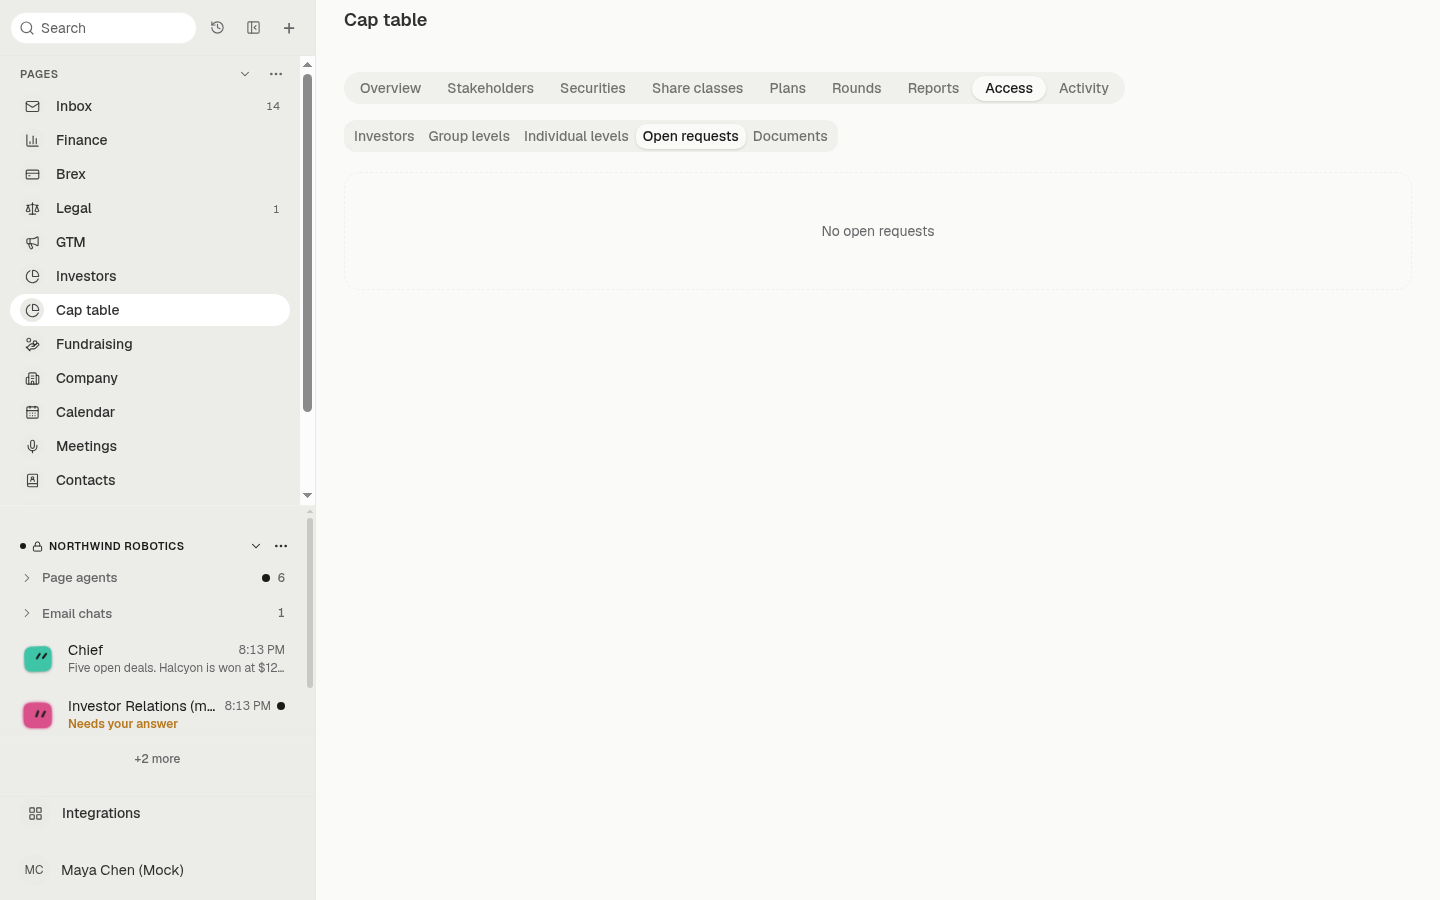 Search
PAGES
Inbox 14
Finance
Brex
Legal 1
GTM
Investors
Cap table
Fundraising
Company
Calendar
Meetings
Contacts
NORTHWIND ROBOTICS
Page agents 6
Email chats 1
Chief 8:13 PM
Five open deals. Halcyon is won at $12...
Investor Relations (m... 8:13 PM
Needs your answer
+2 more
Integrations
MC Maya Chen (Mock)
Cap table
Overview Stakeholders Securities Share classes Plans Rounds Reports Access Activity
Investors Group levels Individual levels Open requests Documents
No open requests